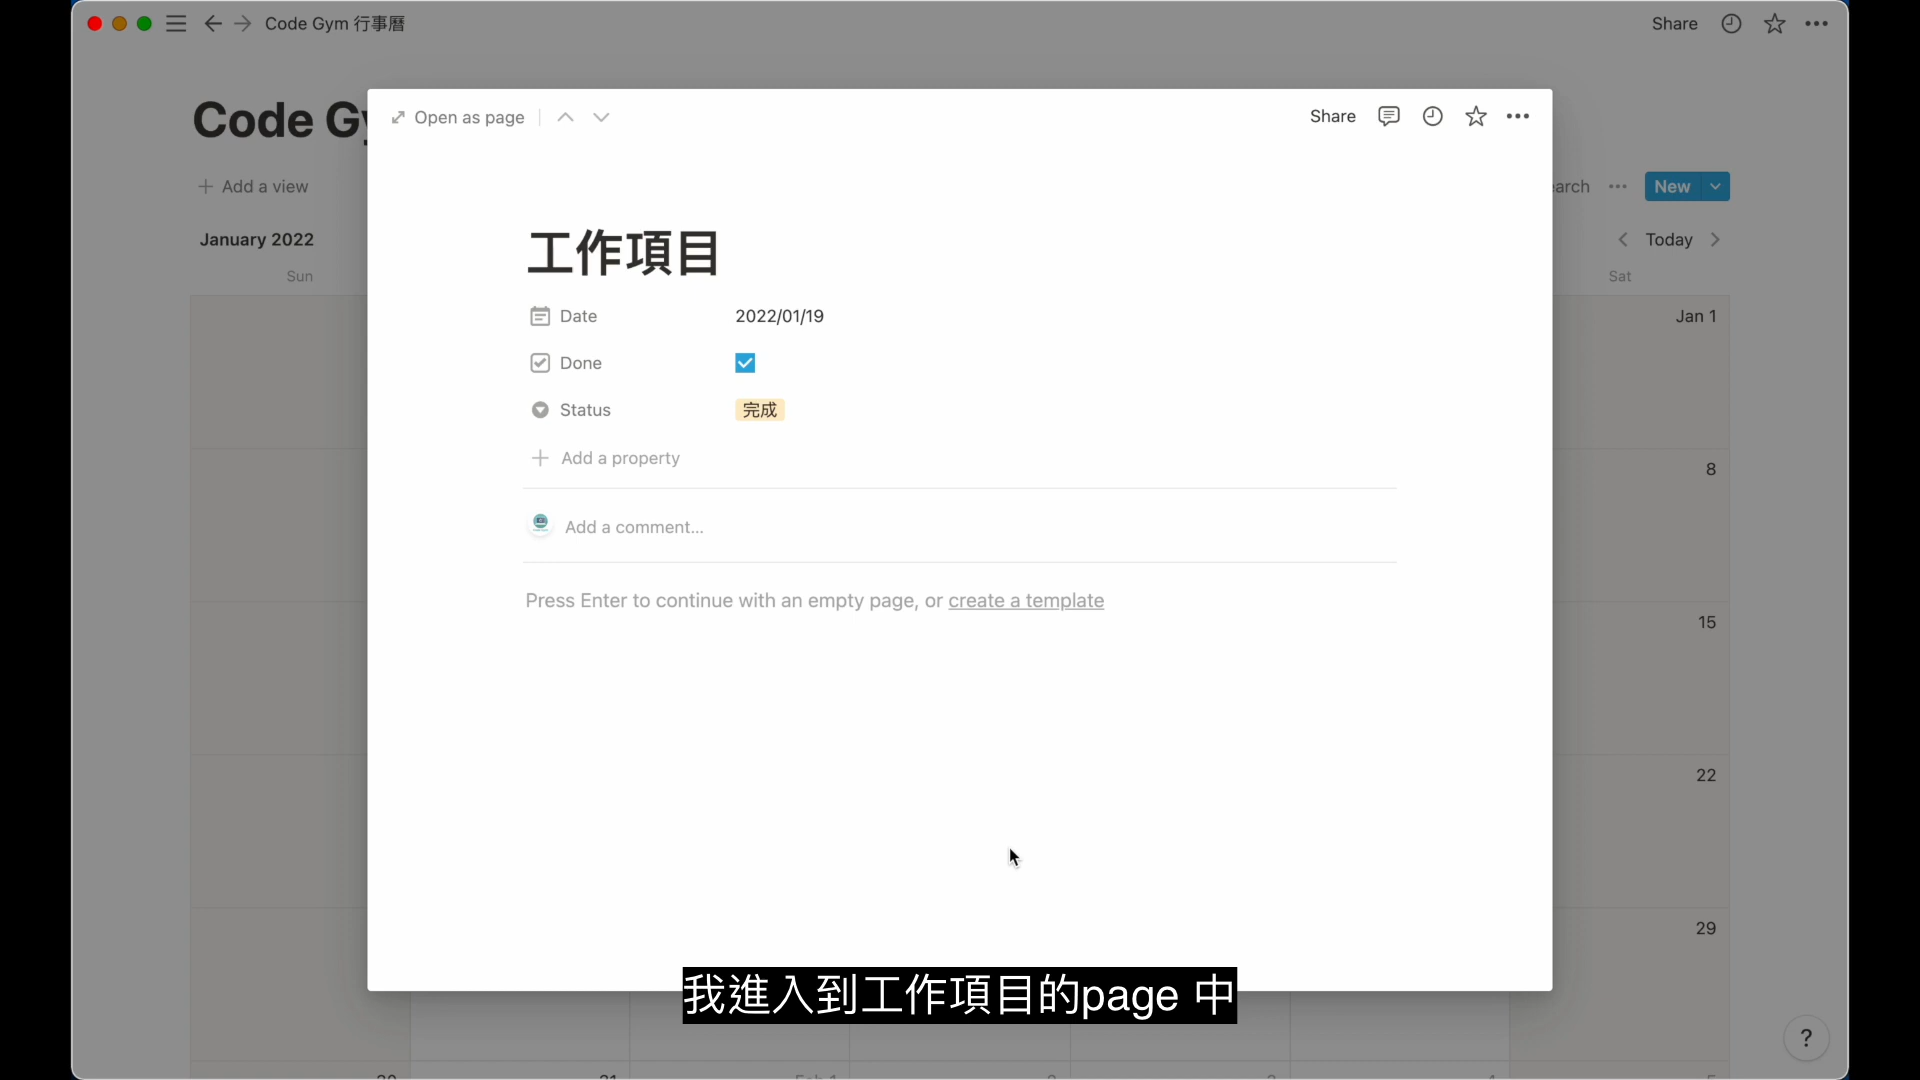 Code Gym 行事曆
Share
Code Gy
Open as page
Share
Add a view
earch
New
January 2022
Today
Sun
Sat
工作項目
Date 2022/01/19
Done
Status 完成
Add a property
Add a comment...
Press Enter to continue with an empty page, or create a template
Jan 1
8
15
22
29
我進入到工作項目的page 中
?